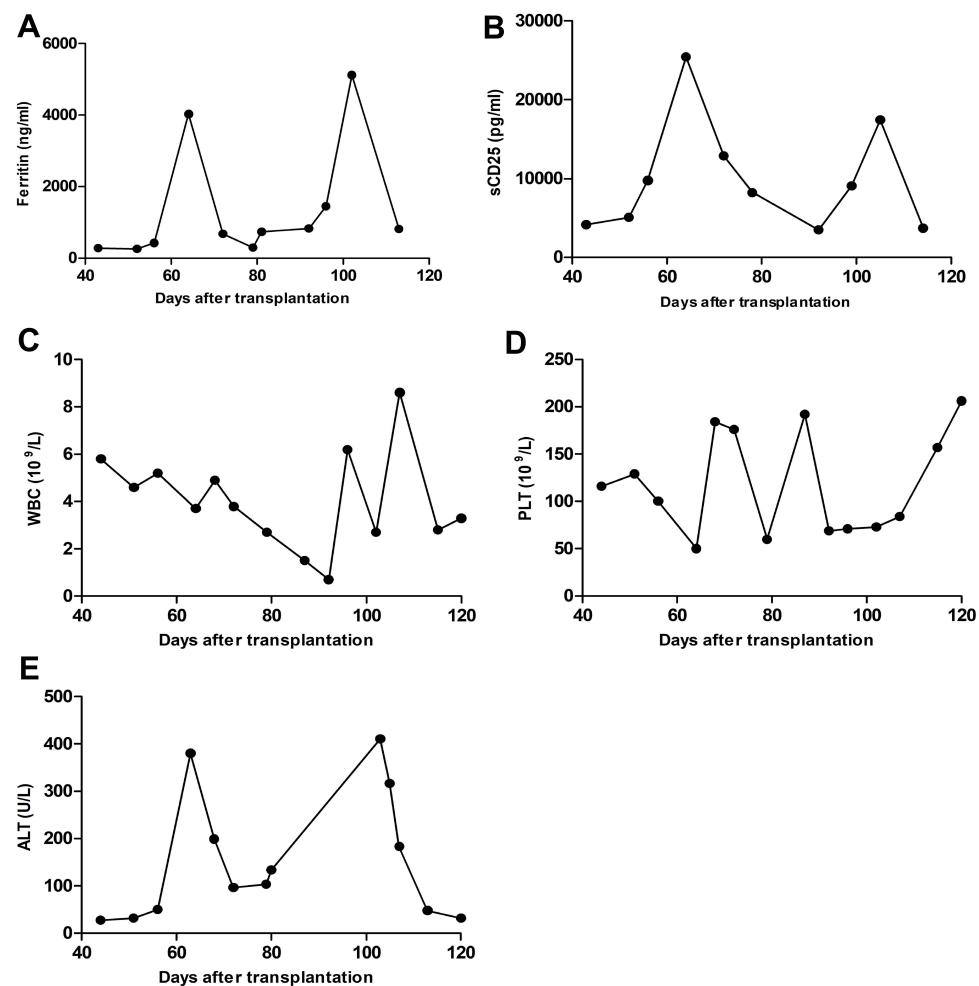 A
Ferritin (ng/ml)
6000
4000
2000
0
40 60 80 100 120
Days after transplantation
B
sCD25 (pg/ml)
30000
20000
10000
0
40 60 80 100 120
Days after transplantation
C
WBC (10 9/L)
10
8
6
4
2
0
40 60 80 100 120
Days after transplantation
D
PLT (10 9/L)
250
200
150
100
50
0
40 60 80 100 120
Days after transplantation
E
ALT (U/L)
500
400
300
200
100
0
40 60 80 100 120
Days after transplantation